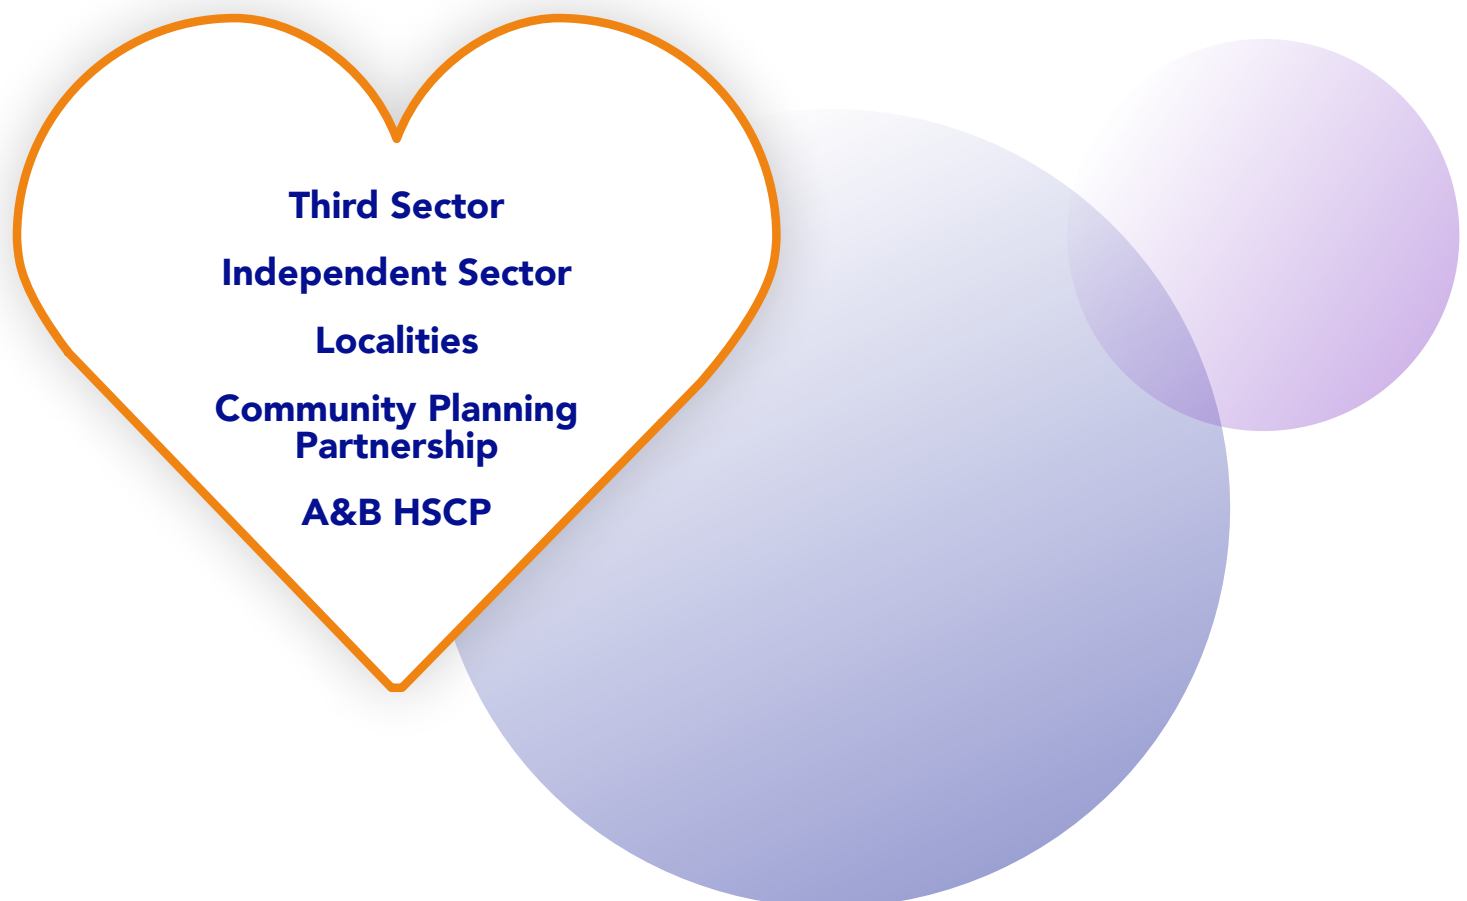 Third Sector
Independent Sector
Localities
Community Planning
Partnership
A&B HSCP